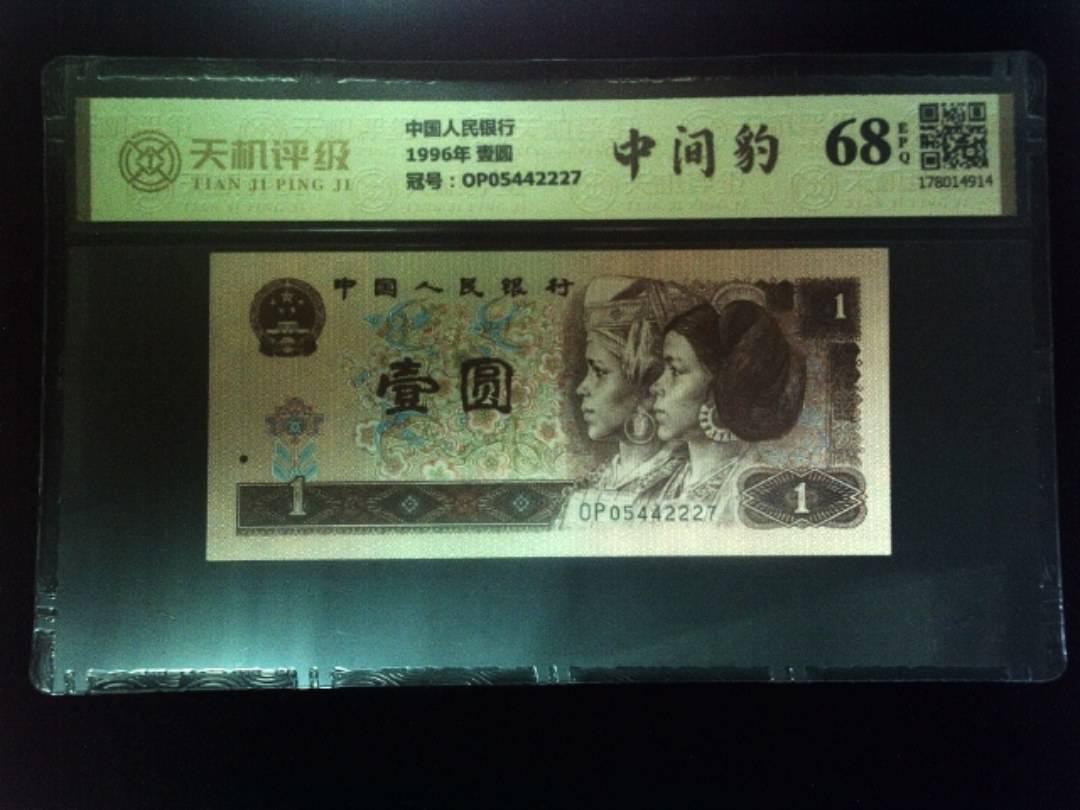 天机评级
TIAN JI PING JI
中国人民银行
1996年 壹圆
冠号：OP05442227
中间豹
68
EPQ
178014914
中国人民银行
1
壹圆
1
OP05442227
1